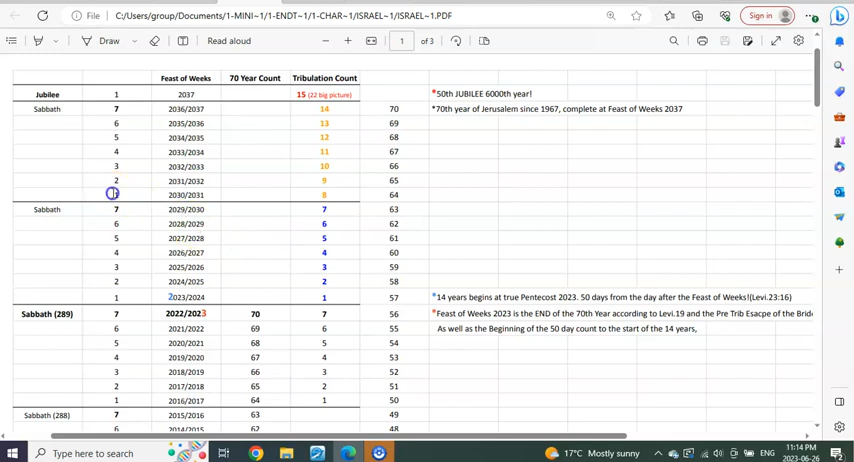 File | C:/Users/group/Documents/1-MINI~1/1-ENDT~1/1-CHAR~1/ISRAEL~1/ISRAEL~1.PDF Sign in
Draw Read aloud 1 of 3
Feast of Weeks 70 Year Count Tribulation Count
Jubilee 1 2037 15 (22 big picture) *50th JUBILEE 6000th year!
Sabbath 7 2036/2037 14 70 *70th year of Jerusalem since 1967, complete at Feast of Weeks 2037
6 2035/2036 13 69
5 2034/2035 12 68
4 2033/2034 11 67
3 2032/2033 10 66
2 2031/2032 9 65
1 2030/2031 8 64
Sabbath 7 2029/2030 7 63
6 2028/2029 6 62
5 2027/2028 5 61
4 2026/2027 4 60
3 2025/2026 3 59
2 2024/2025 2 58
1 2023/2024 1 57 *14 years begins at true Pentecost 2023. 50 days from the day after the Feast of Weeks!(Levi.23:16)
Sabbath (289) 7 2022/2023 70 7 56 *Feast of Weeks 2023 is the END of the 70th Year according to Levi.19 and the Pre Trib Esacpe of the Bride
6 2021/2022 69 6 55 As well as the Beginning of the 50 day count to the start of the 14 years,
5 2020/2021 68 5 54
4 2019/2020 67 4 53
3 2018/2019 66 3 52
2 2017/2018 65 2 51
1 2016/2017 64 1 50
Sabbath (288) 7 2015/2016 63 49
6 2014/2015 62 48
Type here to search 17°C Mostly sunny ENG 11:14 PM
2023-06-26